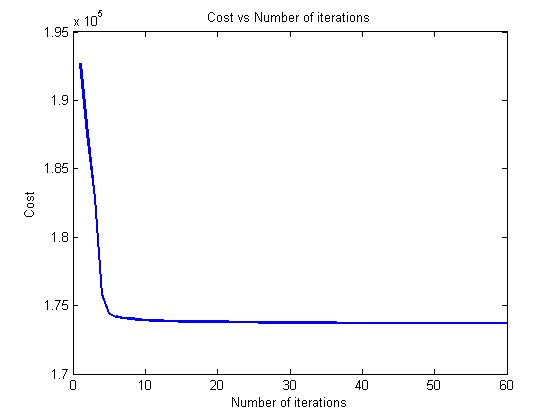 Cost vs Number of iterations
x 10^5
1.95
1.9
1.85
1.8
1.75
1.7
Cost
0 10 20 30 40 50 60
Number of iterations